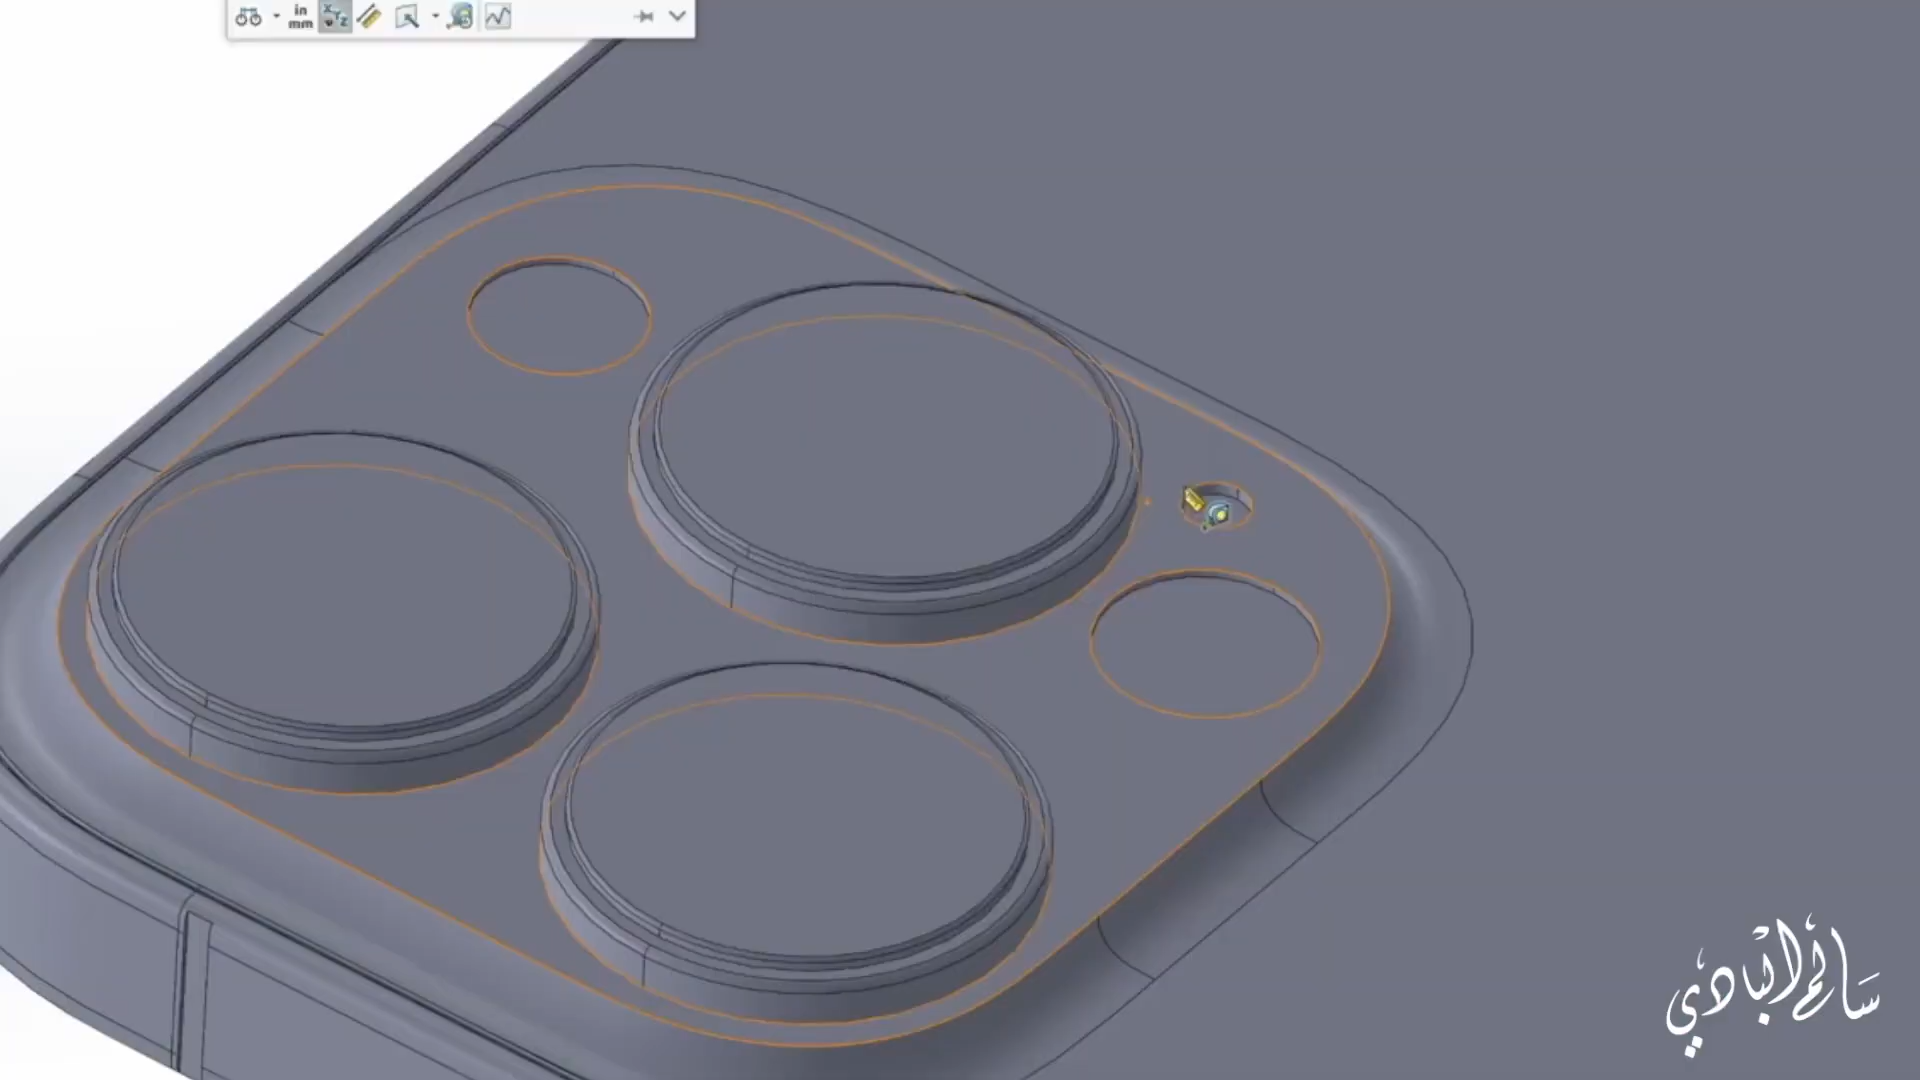 in
mm
سالم البادي